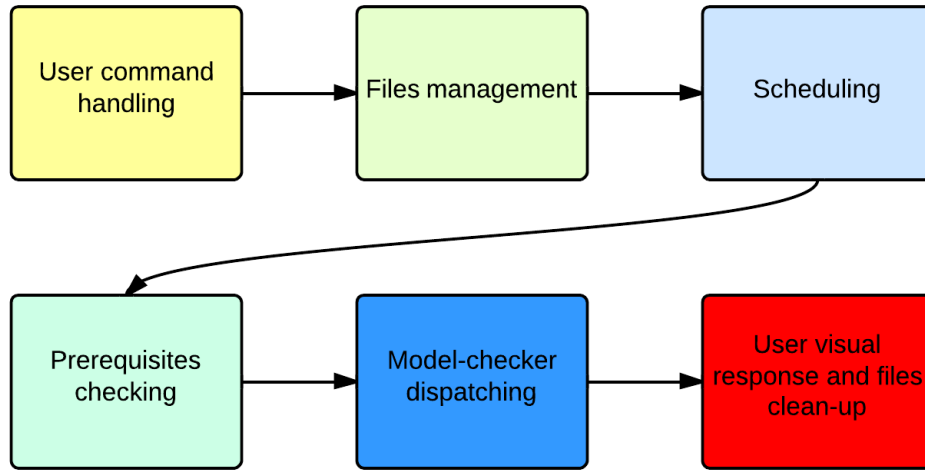 User command
handling
Files management
Scheduling
Prerequisites
checking
Model-checker
dispatching
User visual
response and files
clean-up